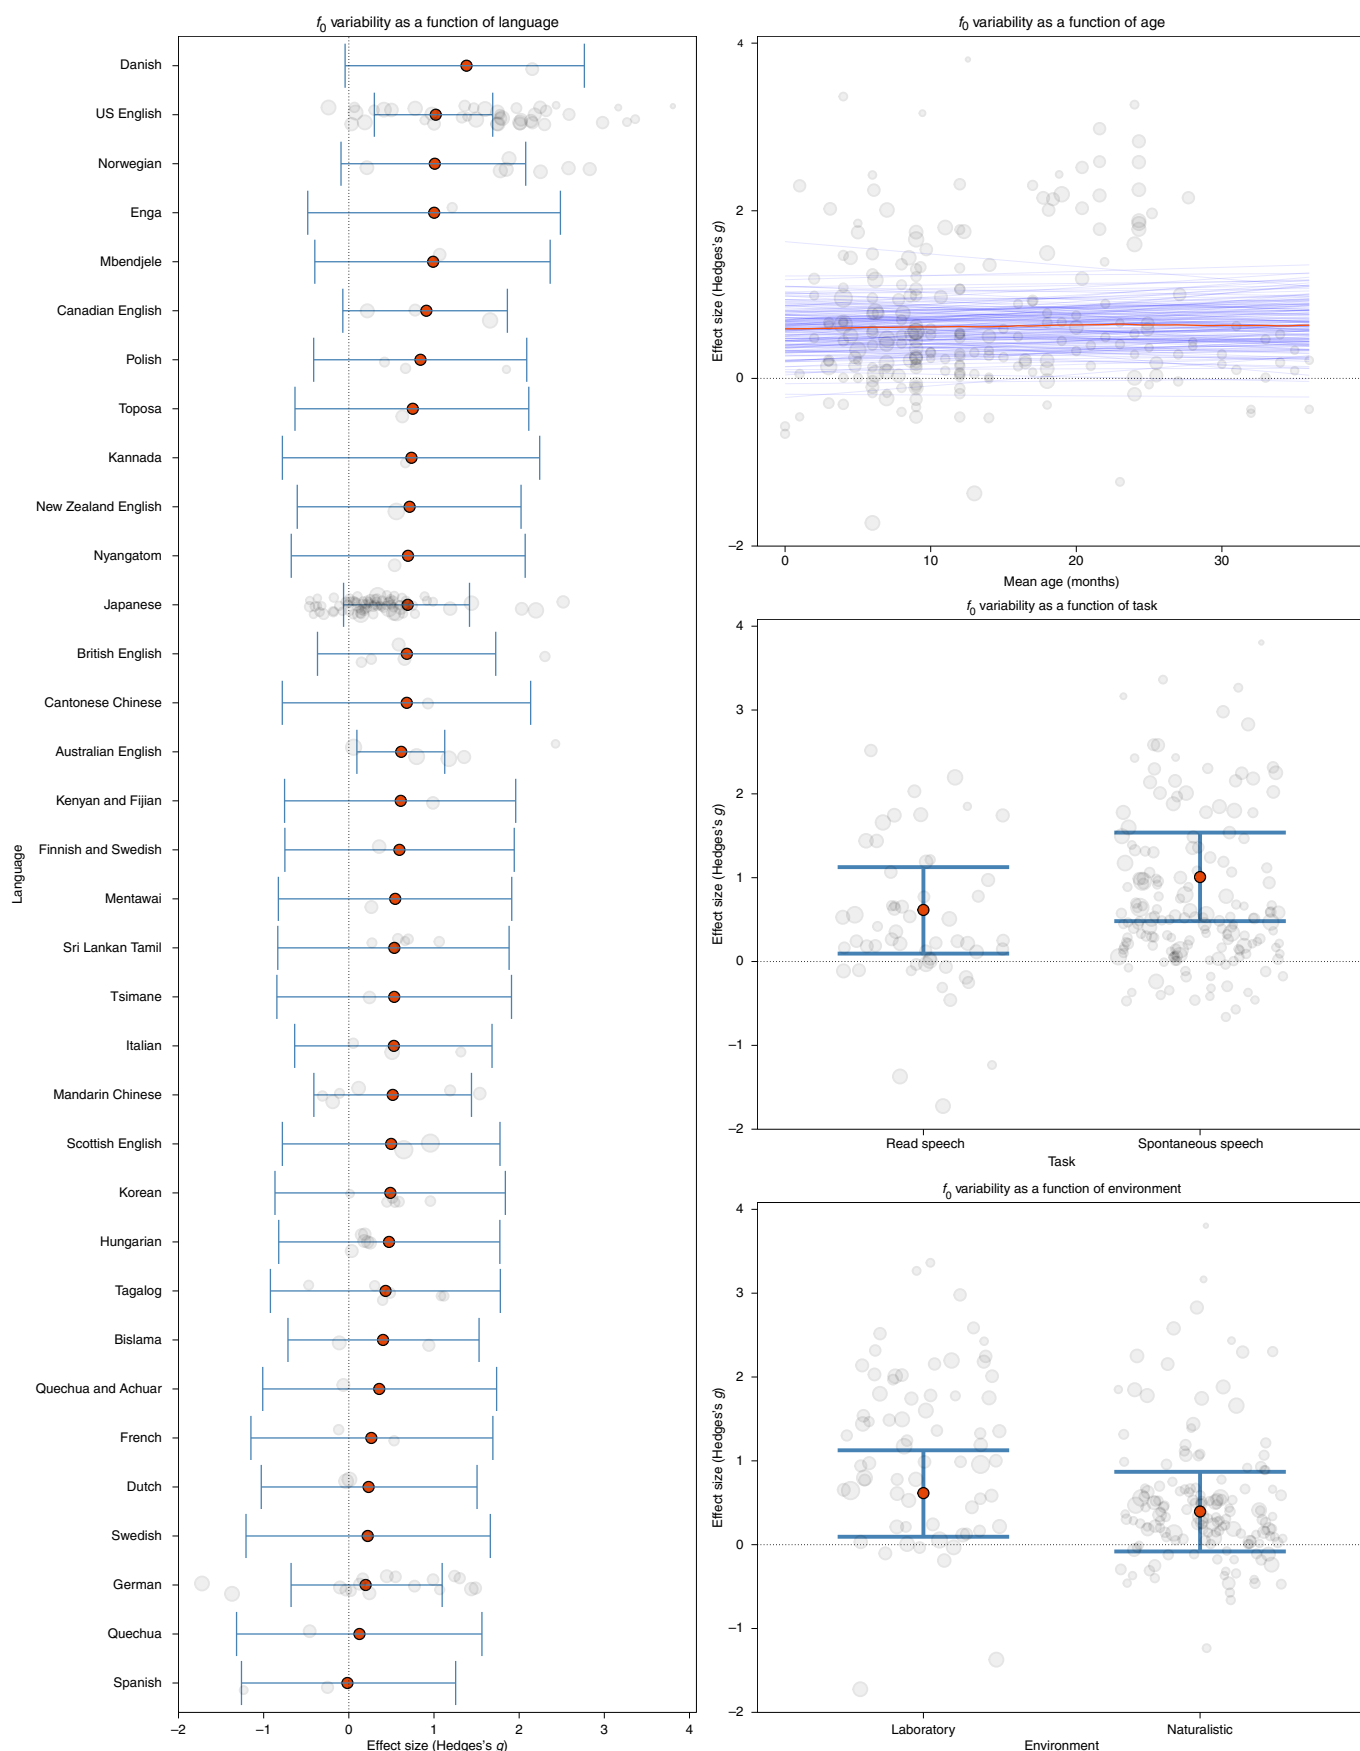 f0 variability as a function of language
Danish
US English
Norwegian
Enga
Mbendjele
Canadian English
Polish
Toposa
Kannada
New Zealand English
Nyangatom
Japanese
British English
Cantonese Chinese
Australian English
Kenyan and Fijian
Finnish and Swedish
Mentawai
Sri Lankan Tamil
Tsimane
Italian
Mandarin Chinese
Scottish English
Korean
Hungarian
Tagalog
Bislama
Quechua and Achuar
French
Dutch
Swedish
German
Quechua
Spanish
Language
–2 –1 0 1 2 3 4
Effect size (Hedges's g)
f0 variability as a function of age
4
2
0
–2
Effect size (Hedges's g)
0 10 20 30
Mean age (months)
f0 variability as a function of task
4
3
2
1
0
–1
–2
Effect size (Hedges's g)
Read speech Spontaneous speech
Task
f0 variability as a function of environment
4
3
2
1
0
–1
–2
Effect size (Hedges's g)
Laboratory Naturalistic
Environment